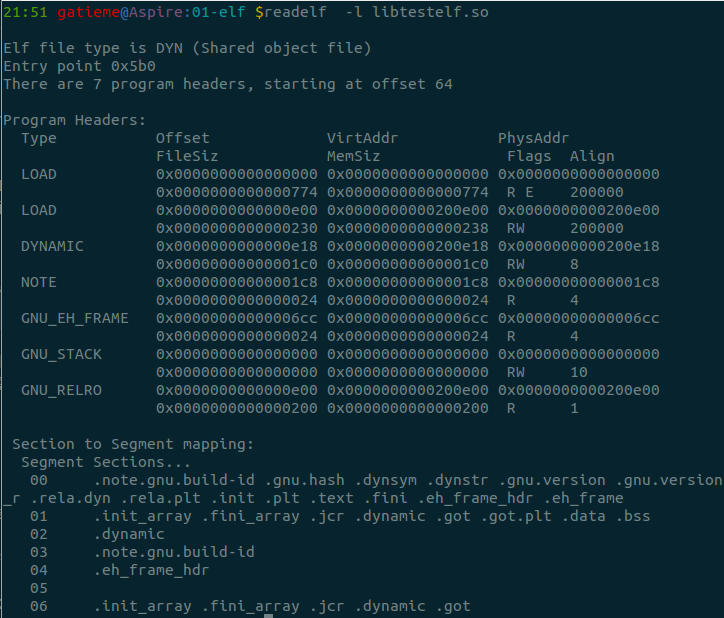 21:51 gatieme@Aspire:01-elf $readelf  -l libtestelf.so
Elf file type is DYN (Shared object file)
Entry point 0x5b0
There are 7 program headers, starting at offset 64
Program Headers:
  Type           Offset             VirtAddr           PhysAddr
                 FileSiz            MemSiz              Flags  Align
  LOAD           0x0000000000000000 0x0000000000000000 0x0000000000000000
                 0x0000000000000774 0x0000000000000774  R E    200000
  LOAD           0x0000000000000e00 0x0000000000200e00 0x0000000000200e00
                 0x0000000000000230 0x0000000000000238  RW     200000
  DYNAMIC        0x0000000000000e18 0x0000000000200e18 0x0000000000200e18
                 0x00000000000001c0 0x00000000000001c0  RW     8
  NOTE           0x00000000000001c8 0x00000000000001c8 0x00000000000001c8
                 0x0000000000000024 0x0000000000000024  R      4
  GNU_EH_FRAME   0x00000000000006cc 0x00000000000006cc 0x00000000000006cc
                 0x0000000000000024 0x0000000000000024  R      4
  GNU_STACK      0x0000000000000000 0x0000000000000000 0x0000000000000000
                 0x0000000000000000 0x0000000000000000  RW     10
  GNU_RELRO      0x0000000000000e00 0x0000000000200e00 0x0000000000200e00
                 0x0000000000000200 0x0000000000000200  R      1
 Section to Segment mapping:
  Segment Sections...
   00     .note.gnu.build-id .gnu.hash .dynsym .dynstr .gnu.version .gnu.version
_r .rela.dyn .rela.plt .init .plt .text .fini .eh_frame_hdr .eh_frame
   01     .init_array .fini_array .jcr .dynamic .got .got.plt .data .bss
   02     .dynamic
   03     .note.gnu.build-id
   04     .eh_frame_hdr
   05
   06     .init_array .fini_array .jcr .dynamic .got